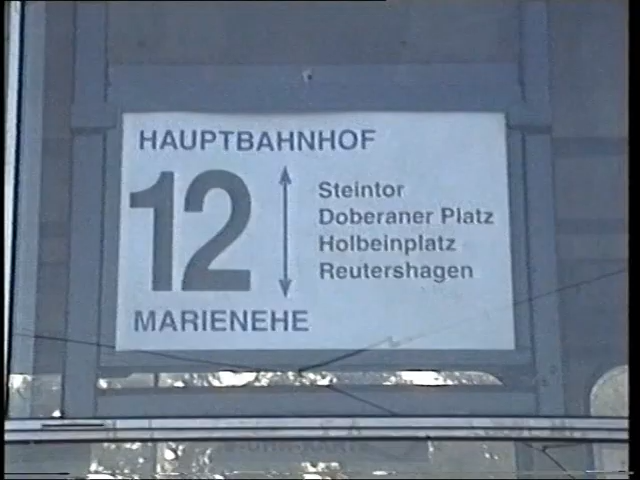 HAUPTBAHNHOF
12
Steintor
Doberaner Platz
Holbeinplatz
Reutershagen
MARIENEHE